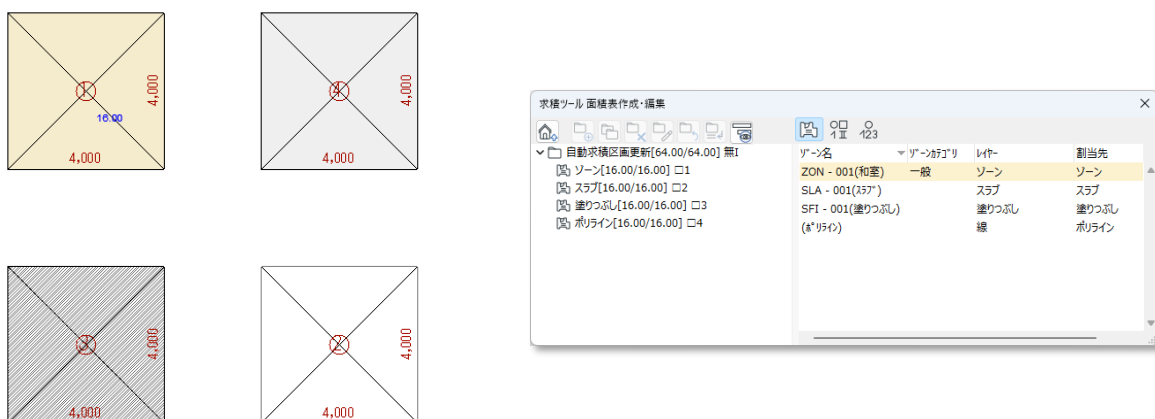 1
16.00
4,000
4,000
4
4,000
4,000
3
4,000
4,000
2
4,000
4,000
求積ツール 面積表作成・編集
自動求積区画更新[64.00/64.00] 無I
ゾーン[16.00/16.00] □1
スラブ[16.00/16.00] □2
塗りつぶし[16.00/16.00] □3
ポリライン[16.00/16.00] □4
ｿﾞｰﾝ名 ｿﾞｰﾝｶﾃｺﾞﾘ ﾚｲﾔｰ 割当先
ZON - 001(和室) 一般 ゾーン ゾーン
SLA - 001(ｽﾗﾌﾞ) スラブ スラブ
SFI - 001(塗りつぶし) 塗りつぶし 塗りつぶし
(ﾎﾟﾘﾗｲﾝ) 線 ポリライン